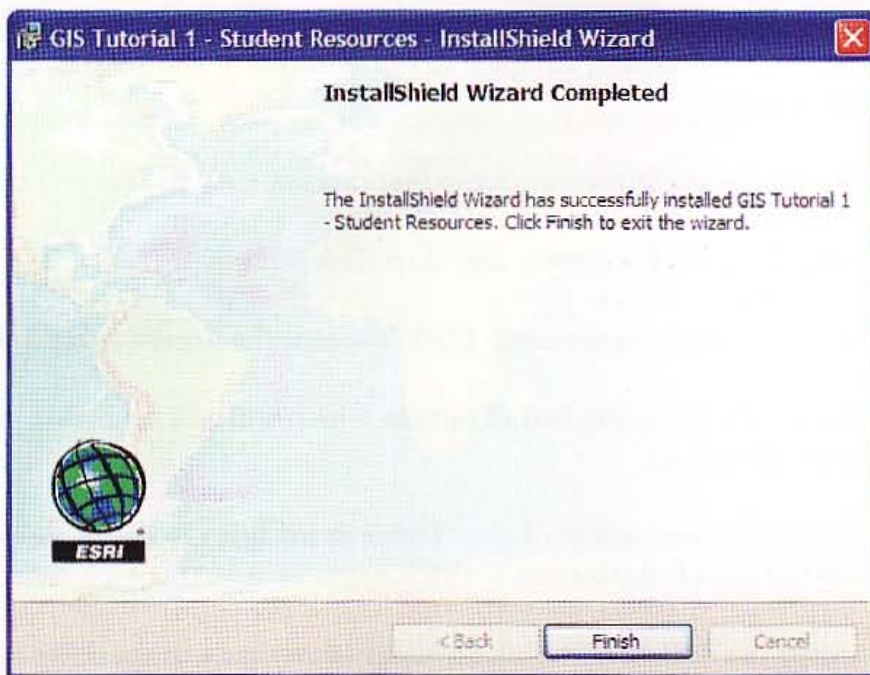 GIS Tutorial 1 - Student Resources - InstallShield Wizard
InstallShield Wizard Completed
The InstallShield Wizard has successfully installed GIS Tutorial 1
- Student Resources. Click Finish to exit the wizard.
ESRI
< Back
Finish
Cancel